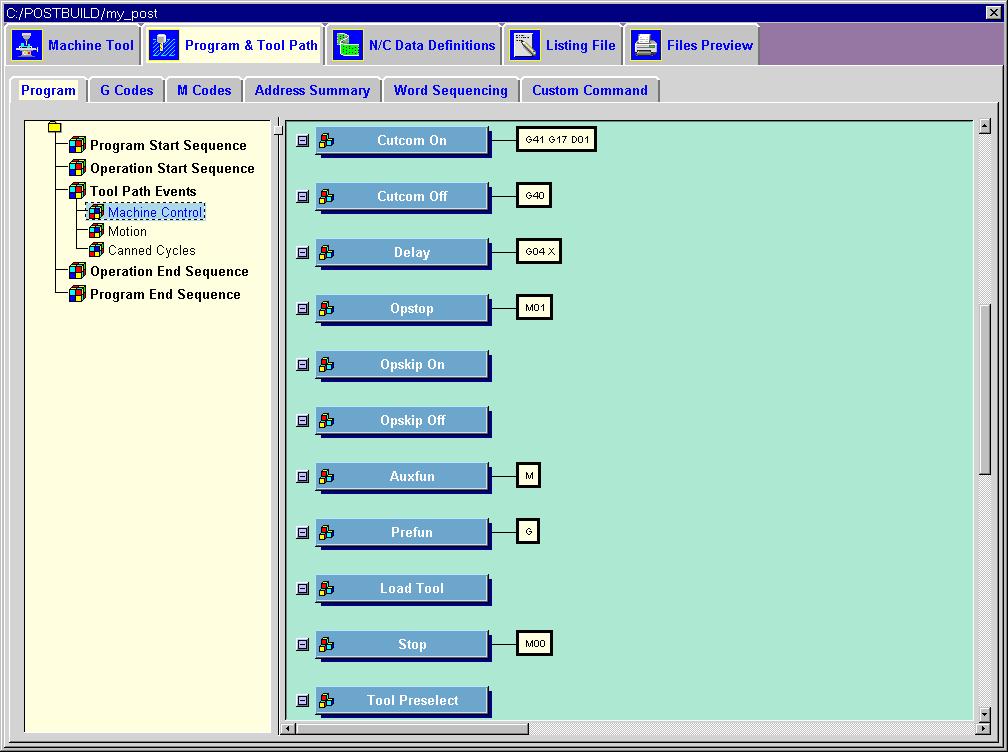 C:/POSTBUILD/my_post
Machine Tool Program & Tool Path N/C Data Definitions Listing File Files Preview
Program G Codes M Codes Address Summary Word Sequencing Custom Command
Program Start Sequence
Operation Start Sequence
Tool Path Events
Machine Control
Motion
Canned Cycles
Operation End Sequence
Program End Sequence
Cutcom On G41 G17 D01
Cutcom Off G40
Delay G04 X
Opstop M01
Opskip On
Opskip Off
Auxfun M
Prefun G
Load Tool
Stop M00
Tool Preselect